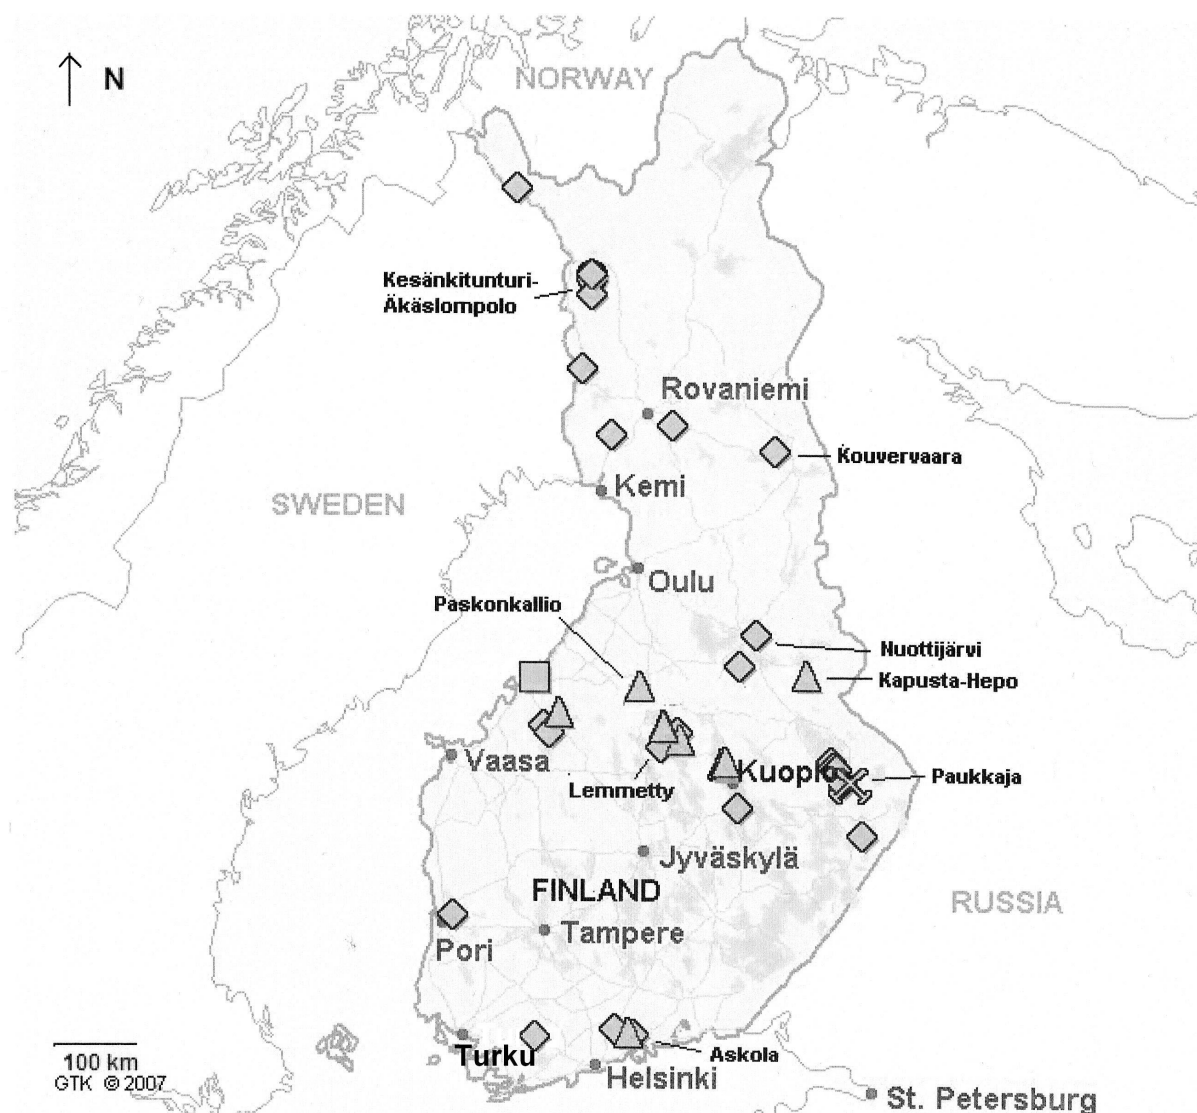 N
NORWAY
Kesänkitunturi-
Äkäslompolo
Rovaniemi
Kouvervaara
Kemi
SWEDEN
Oulu
Paskonkallio
Nuottijärvi
Kapusta-Hepo
Vaasa
Kuopio
Paukkaja
Lemmetty
Jyväskylä
FINLAND
RUSSIA
Tampere
Pori
Turku
Askola
100 km
Helsinki
GTK © 2007
St. Petersburg